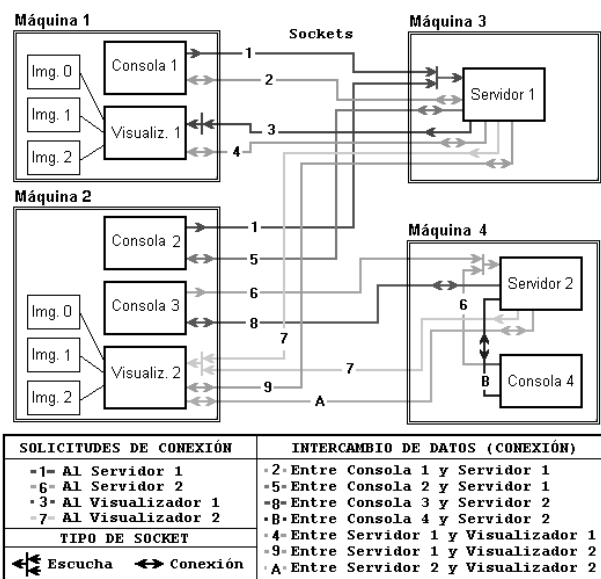 Máquina 1
Sockets
Máquina 3
Img. 0
Img. 1
Img. 2
Consola 1
Visualiz. 1
1
2
3
4
Servidor 1
Máquina 2
Consola 2
Consola 3
Img. 0
Img. 1
Img. 2
Visualiz. 2
1
5
6
8
7
9
A
7
Máquina 4
Servidor 2
6
B
Consola 4
SOLICITUDES DE CONEXIÓN
1 Al Servidor 1
6 Al Servidor 2
3 Al Visualizador 1
7 Al Visualizador 2
TIPO DE SOCKET
Escucha
Conexión
INTERCAMBIO DE DATOS (CONEXIÓN)
2 Entre Consola 1 y Servidor 1
5 Entre Consola 2 y Servidor 1
8 Entre Consola 3 y Servidor 2
B Entre Consola 4 y Servidor 2
4 Entre Servidor 1 y Visualizador 1
9 Entre Servidor 1 y Visualizador 2
A Entre Servidor 2 y Visualizador 2